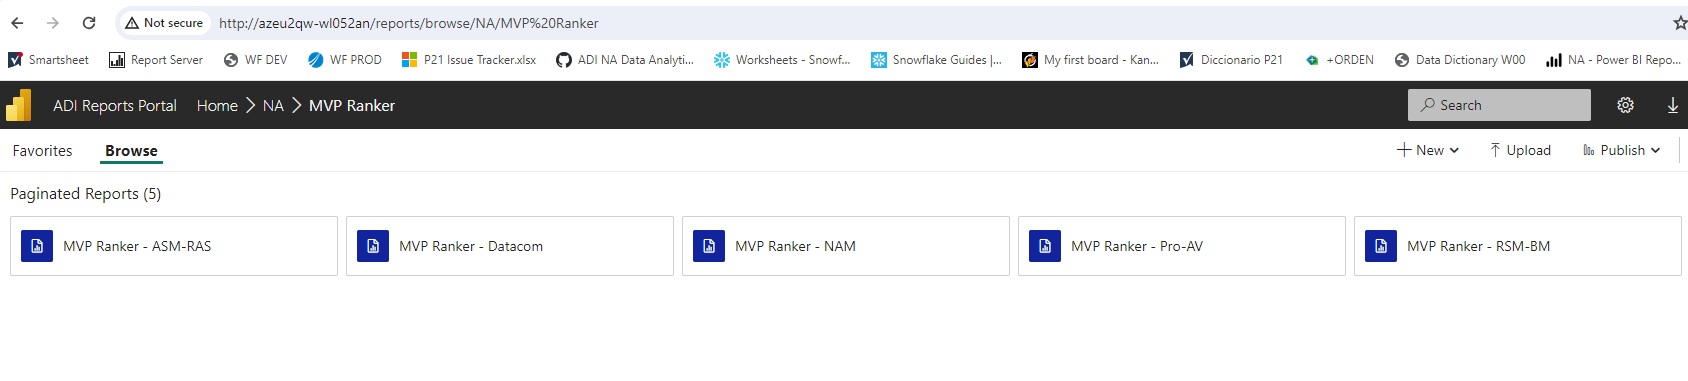 Not secure http://azeu2qw-wl052an/reports/browse/NA/MVP%20Ranker
Smartsheet Report Server WF DEV WF PROD P21 Issue Tracker.xlsx ADI NA Data Analyti... Worksheets - Snowf... Snowflake Guides |... My first board - Kan... Diccionario P21 +ORDEN Data Dictionary W00 NA - Power BI Repo...
ADI Reports Portal Home > NA > MVP Ranker Search
Favorites Browse + New Upload Publish
Paginated Reports (5)
MVP Ranker - ASM-RAS MVP Ranker - Datacom MVP Ranker - NAM MVP Ranker - Pro-AV MVP Ranker - RSM-BM